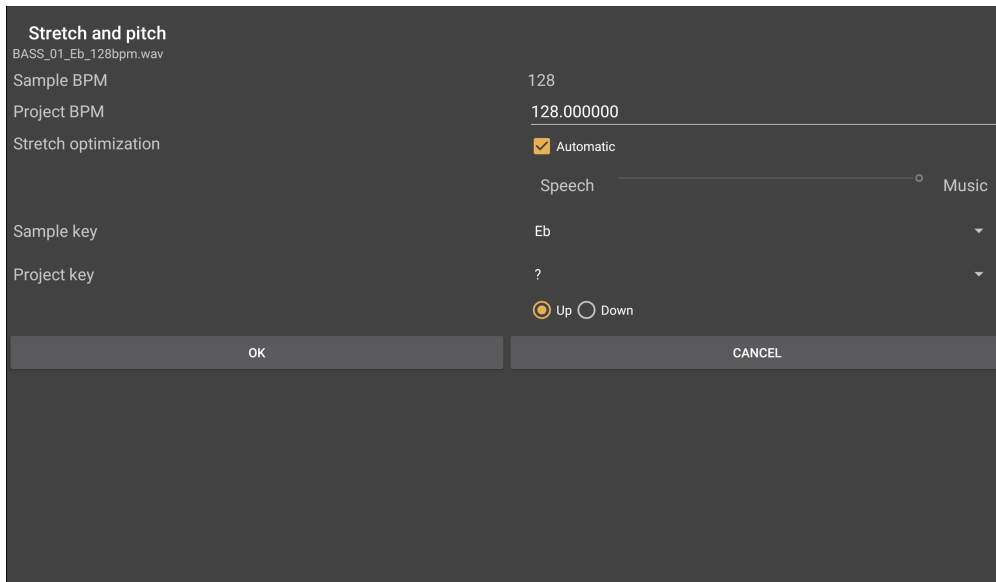 Stretch and pitch
BASS_01_Eb_128bpm.wav
Sample BPM 128
Project BPM 128.000000
Stretch optimization Automatic
Speech Music
Sample key Eb
Project key ?
Up Down
OK CANCEL